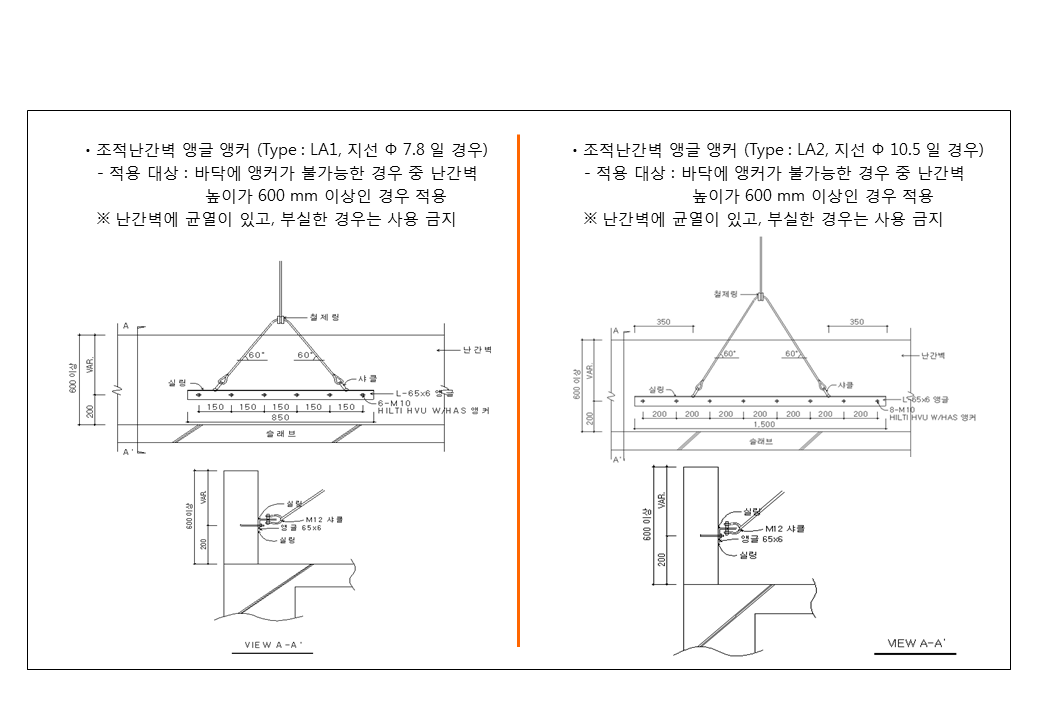 · 조적난간벽 앵글 앵커 (Type : LA1, 지선 Φ 7.8 일 경우)
- 적용 대상 : 바닥에 앵커가 불가능한 경우 중 난간벽
높이가 600 mm 이상인 경우 적용
※ 난간벽에 균열이 있고, 부실한 경우는 사용 금지
철제링
A
60°
60°
난간벽
600 이상
VAR.
200
실링
샤클
L-65x6 앵글
6-M10
HILTI HVU W/HAS 앵커
150 150 150 150 150
850
슬래브
A'
600 이상
VAR.
200
실링
M12 샤클
앵글 65x6
실링
VIEW A-A'
· 조적난간벽 앵글 앵커 (Type : LA2, 지선 Φ 10.5 일 경우)
- 적용 대상 : 바닥에 앵커가 불가능한 경우 중 난간벽
높이가 600 mm 이상인 경우 적용
※ 난간벽에 균열이 있고, 부실한 경우는 사용 금지
철제링
350
350
A
60°
60°
난간벽
600 이상
VAR.
200
실링
샤클
L-65x6 앵글
8-M10
HILTI HVU W/HAS 앵커
200 200 200 200 200 200 200
1,500
슬래브
A'
600 이상
VAR.
200
실링
M12 샤클
앵글 65x6
실링
VIEW A-A'